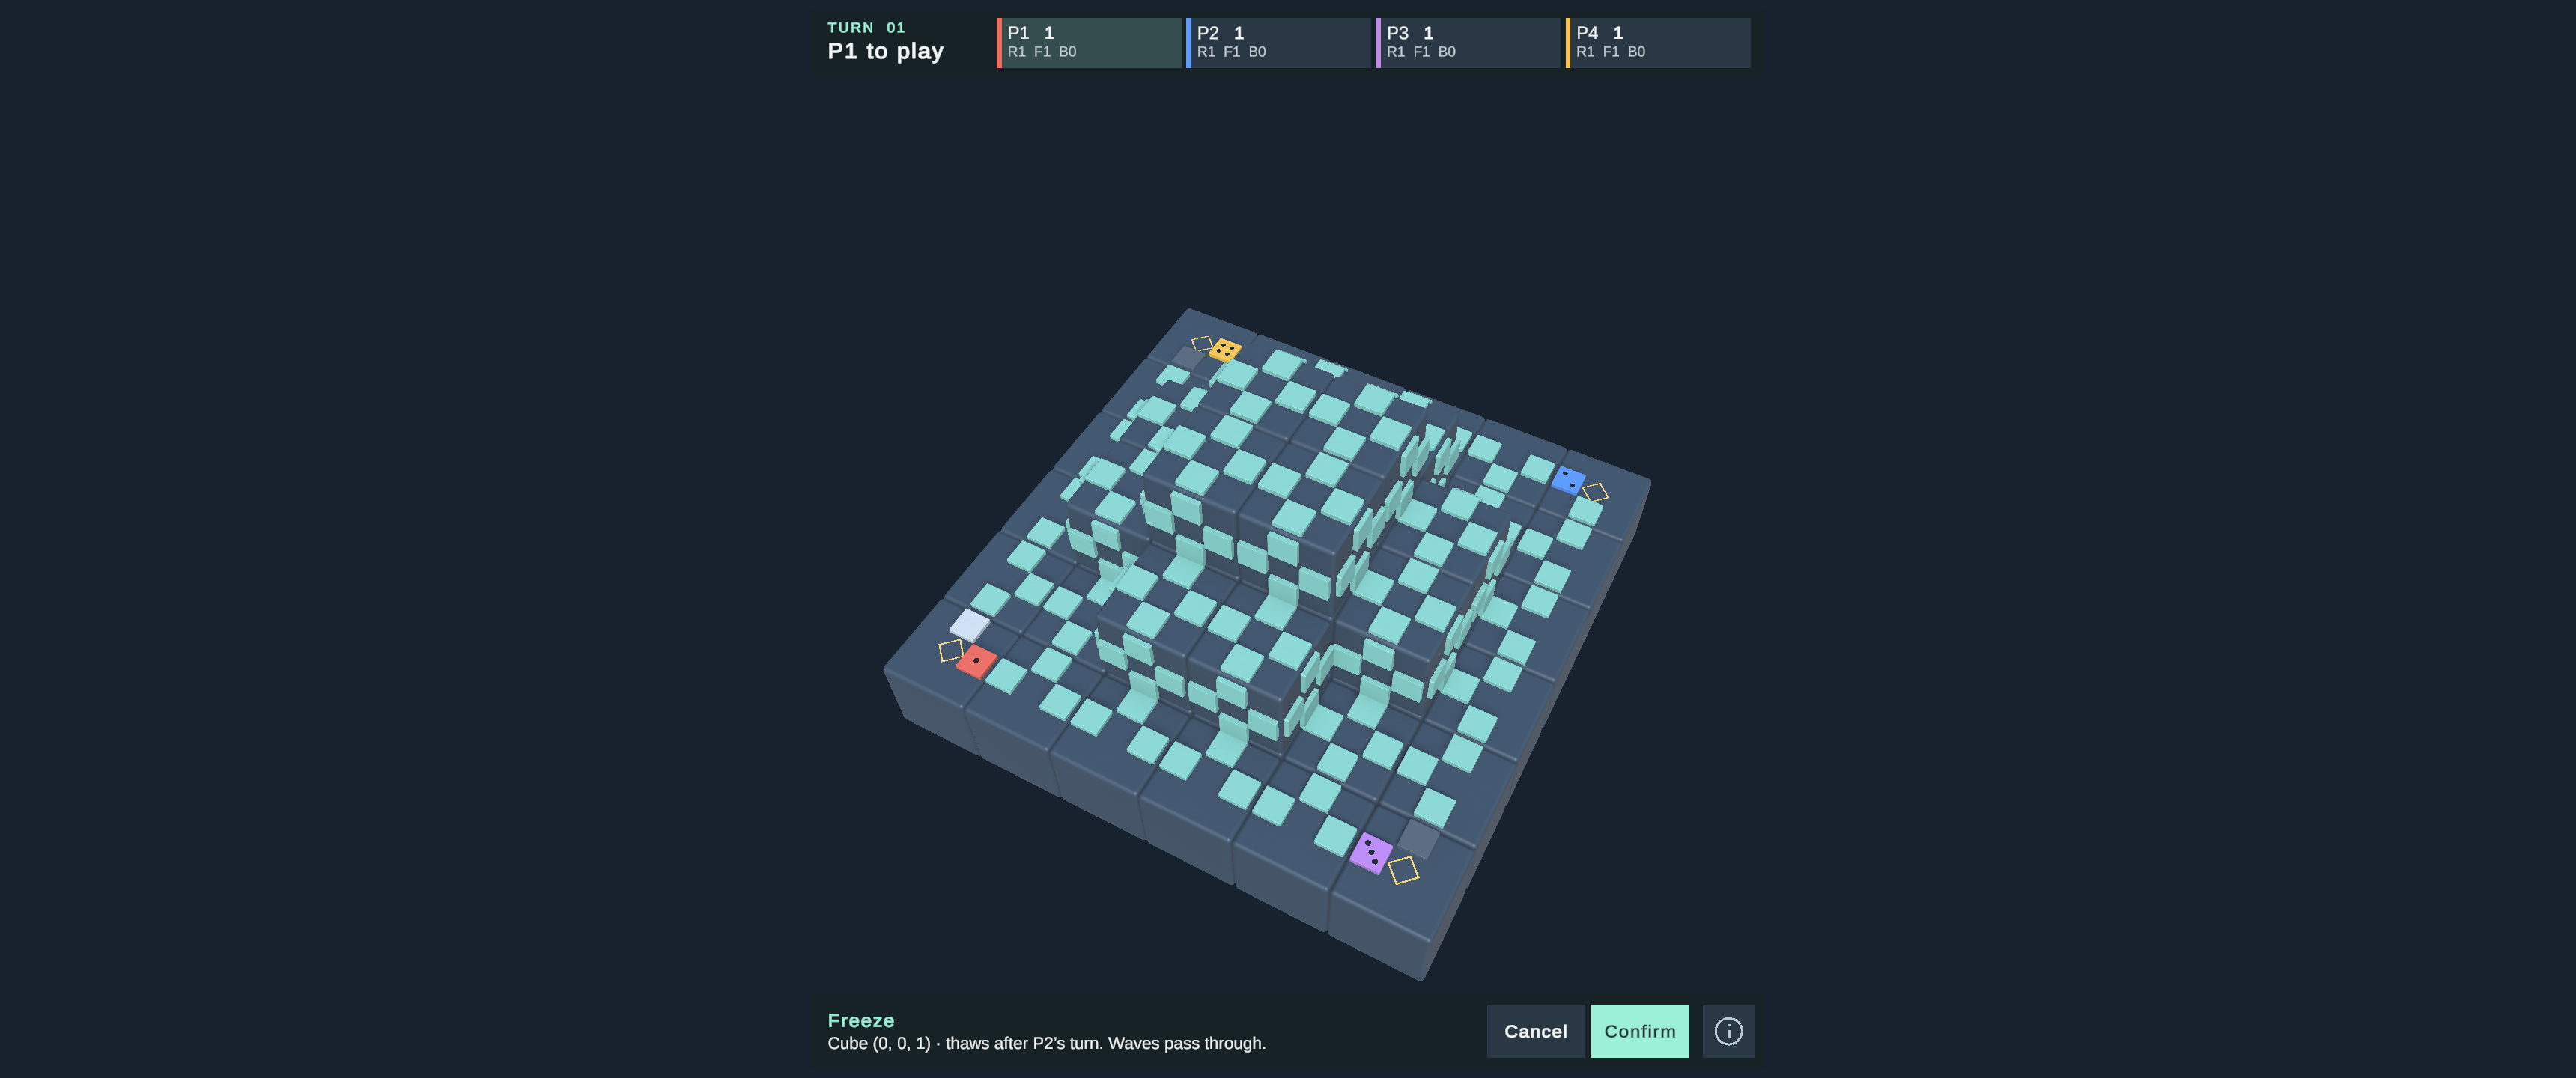 TURN 01
P1 to play
P1 1
R1 F1 B0
P2 1
R1 F1 B0
P3 1
R1 F1 B0
P4 1
R1 F1 B0
Freeze
Cube (0, 0, 1) · thaws after P2's turn. Waves pass through.
Cancel
Confirm